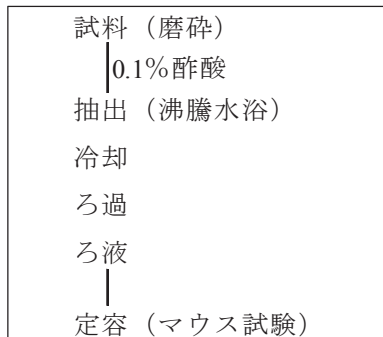 試料（磨砕）
0.1％酢酸
抽出（沸騰水浴）
冷却
ろ過
ろ液
定容（マウス試験）